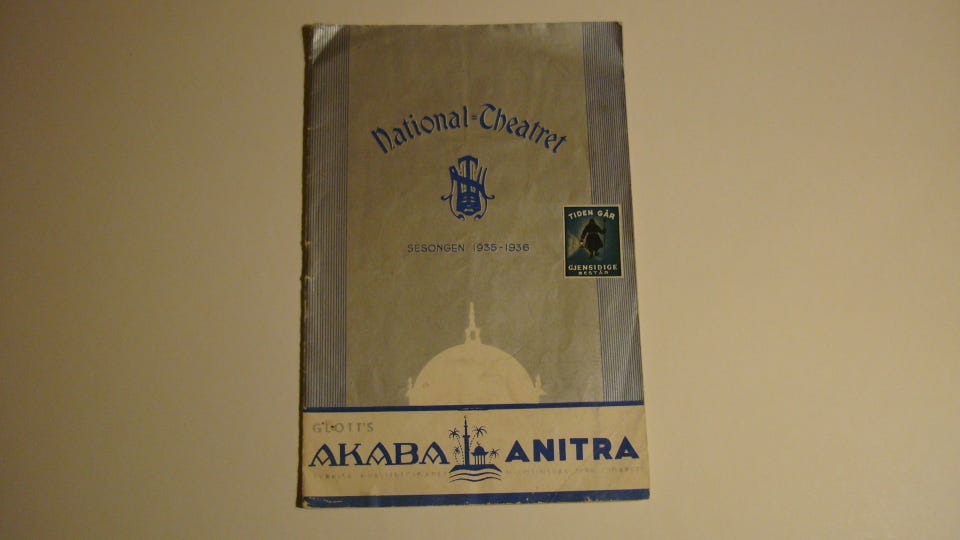 National=Theatret
SESONGEN 1935-1936
TIDEN GÅR
GJENSIDIGE
BESTÅR
GLOTT'S
AKABA ANITRA